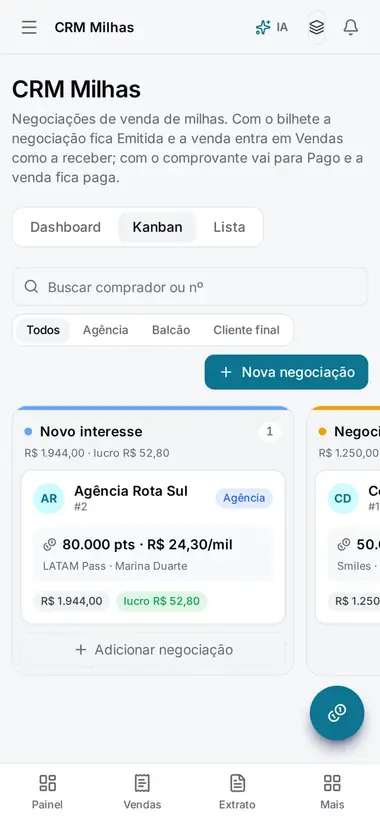 CRM Milhas
IA
CRM Milhas
Negociações de venda de milhas. Com o bilhete a
negociação fica Emitida e a venda entra em Vendas
como a receber; com o comprovante vai para Pago e a
venda fica paga.
Dashboard
Kanban
Lista
Buscar comprador ou nº
Todos
Agência
Balcão
Cliente final
+ Nova negociação
Novo interesse
1
R$ 1.944,00 · lucro R$ 52,80
AR
Agência Rota Sul
#2
Agência
80.000 pts · R$ 24,30/mil
LATAM Pass · Marina Duarte
R$ 1.944,00
lucro R$ 52,80
+ Adicionar negociação
Negoci
R$ 1.250,00
CD
#1
50.
Smiles ·
R$ 1.250
Painel
Vendas
Extrato
Mais